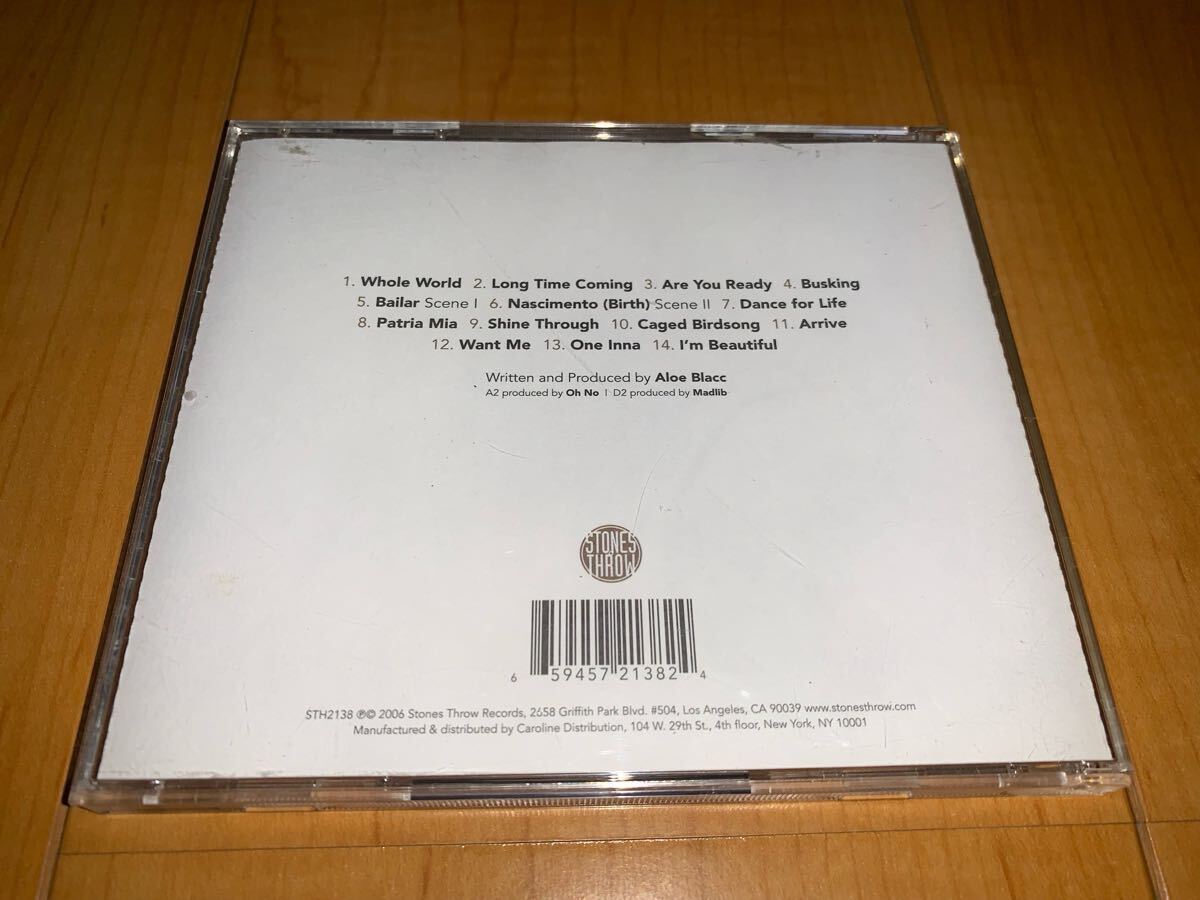 1. Whole World 2. Long Time Coming 3. Are You Ready 4. Busking
5. Bailar Scene I 6. Nascimento (Birth) Scene II 7. Dance for Life
8. Patria Mia 9. Shine Through 10. Caged Birdsong 11. Arrive
12. Want Me 13. One Inna 14. I'm Beautiful
Written and Produced by Aloe Blacc
A2 produced by Oh No | D2 produced by Madlib
STONES
THROW
6 59457 21382 4
STH2138 ℗© 2006 Stones Throw Records, 2658 Griffith Park Blvd. #504, Los Angeles, CA 90039 www.stonesthrow.com
Manufactured & distributed by Caroline Distribution, 104 W. 29th St., 4th floor, New York, NY 10001